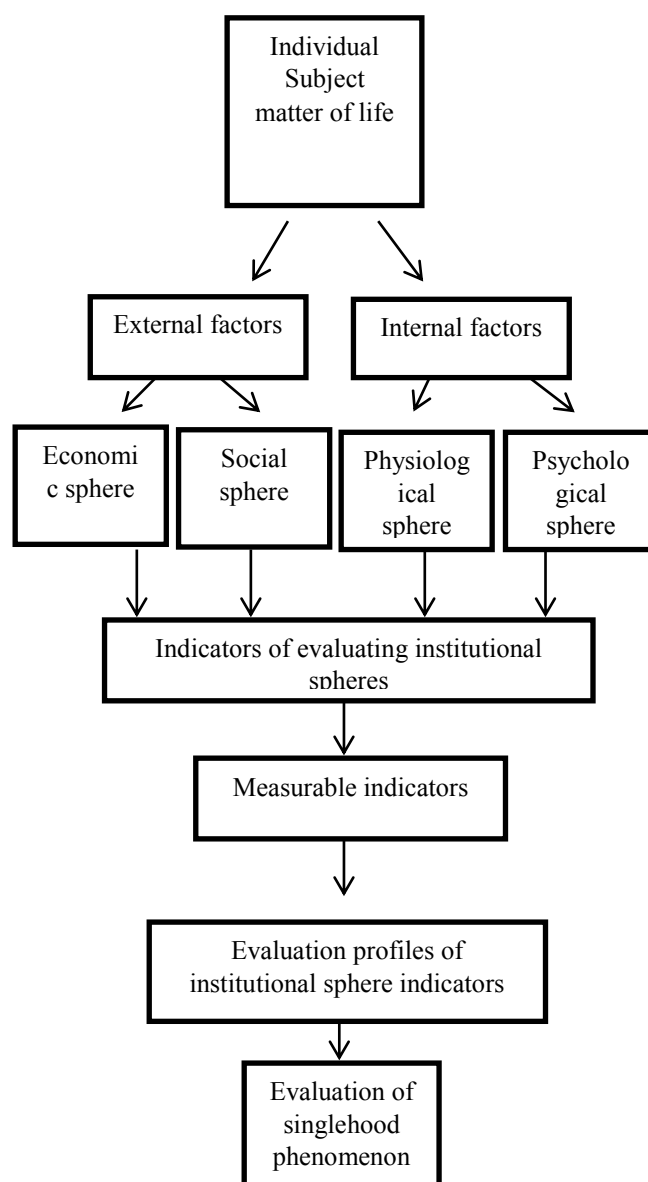 Individual
Subject
matter of life
External factors
Internal factors
Economi
c sphere
Social
sphere
Physiolog
ical
sphere
Psycholo
gical
sphere
Indicators of evaluating institutional
spheres
Measurable indicators
Evaluation profiles of
institutional sphere indicators
Evaluation of
singlehood
phenomenon